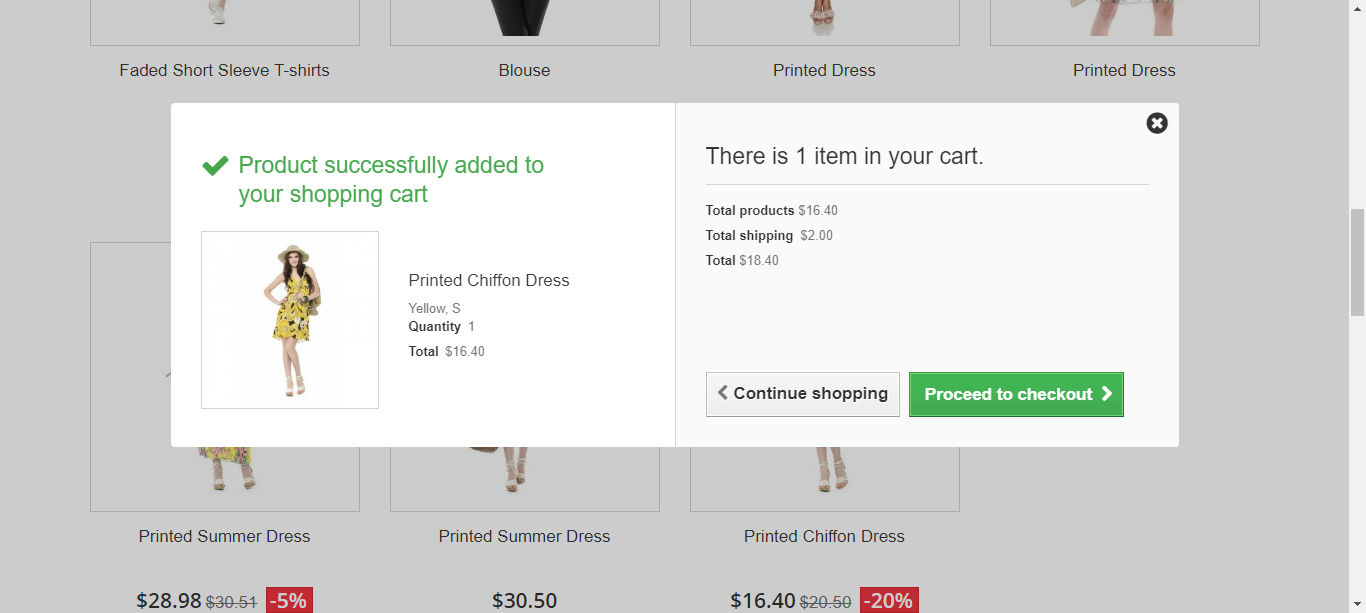 Faded Short Sleeve T-shirts
Blouse
Printed Dress
Printed Dress
Product successfully added to
your shopping cart
Printed Chiffon Dress
Yellow, S
Quantity 1
Total $16.40
There is 1 item in your cart.
Total products $16.40
Total shipping $2.00
Total $18.40
Continue shopping
Proceed to checkout
Printed Summer Dress
Printed Summer Dress
Printed Chiffon Dress
$28.98 $30.51 -5%
$30.50
$16.40 $20.50 -20%